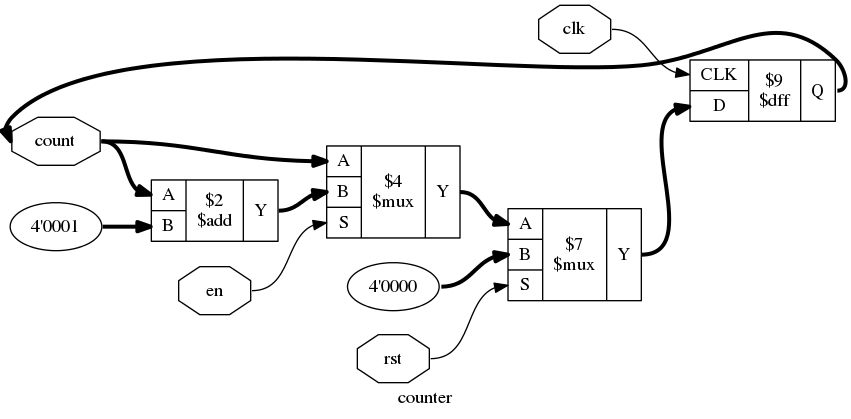 clk
CLK
D
$9
$dff
Q
count
A
B
$2
$add
Y
4'0001
A
B
S
$4
$mux
Y
en
A
B
S
$7
$mux
Y
4'0000
rst
counter